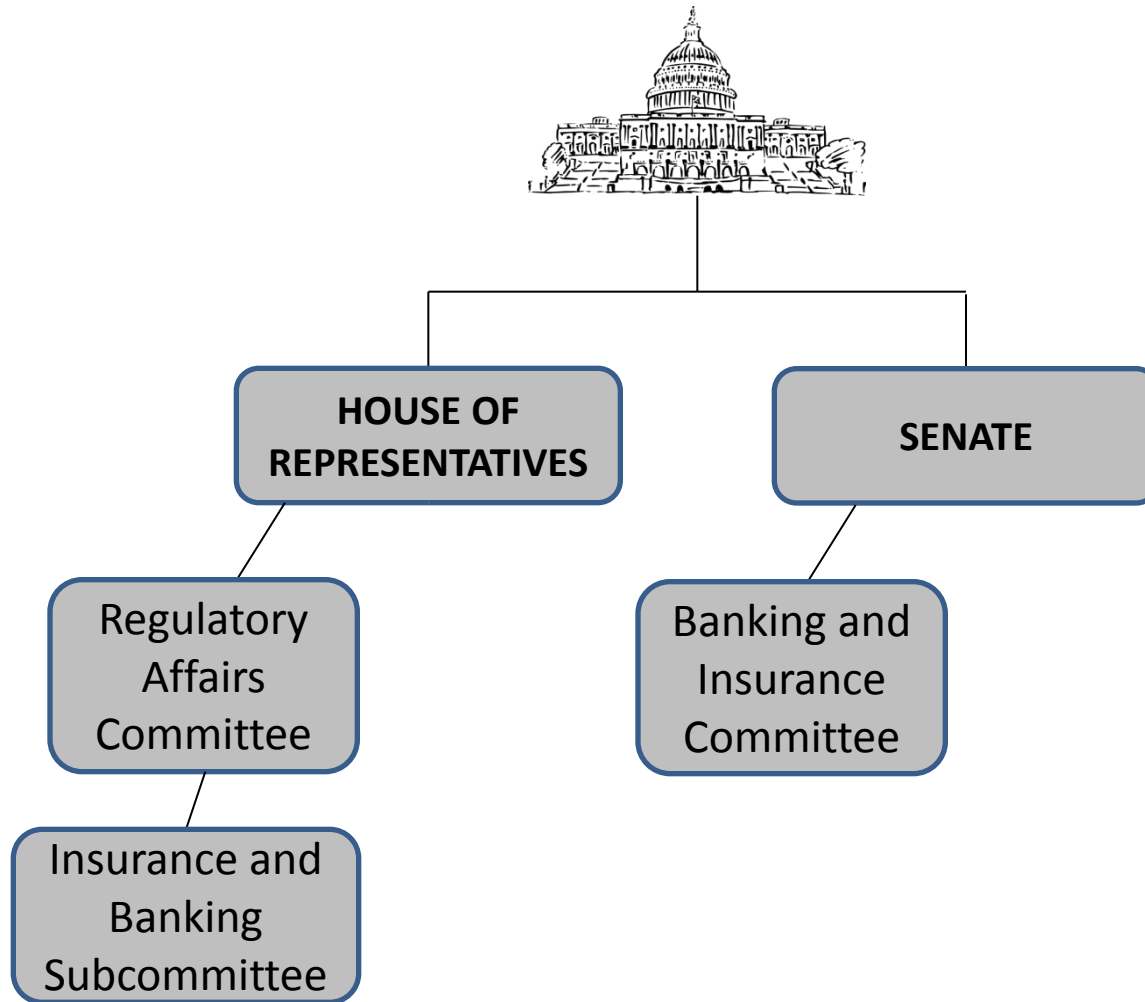 HOUSE OF
REPRESENTATIVES
SENATE
Regulatory
Affairs
Committee
Banking and
Insurance
Committee
Insurance and
Banking
Subcommittee